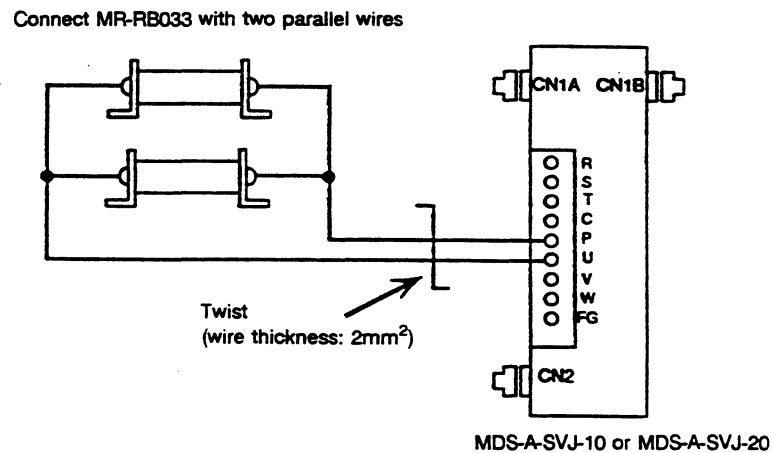 Connect MR-RB033 with two parallel wires
CN1A CN1B
R
S
T
C
P
U
V
W
FG
Twist
(wire thickness: 2mm²)
CN2
MDS-A-SVJ-10 or MDS-A-SVJ-20